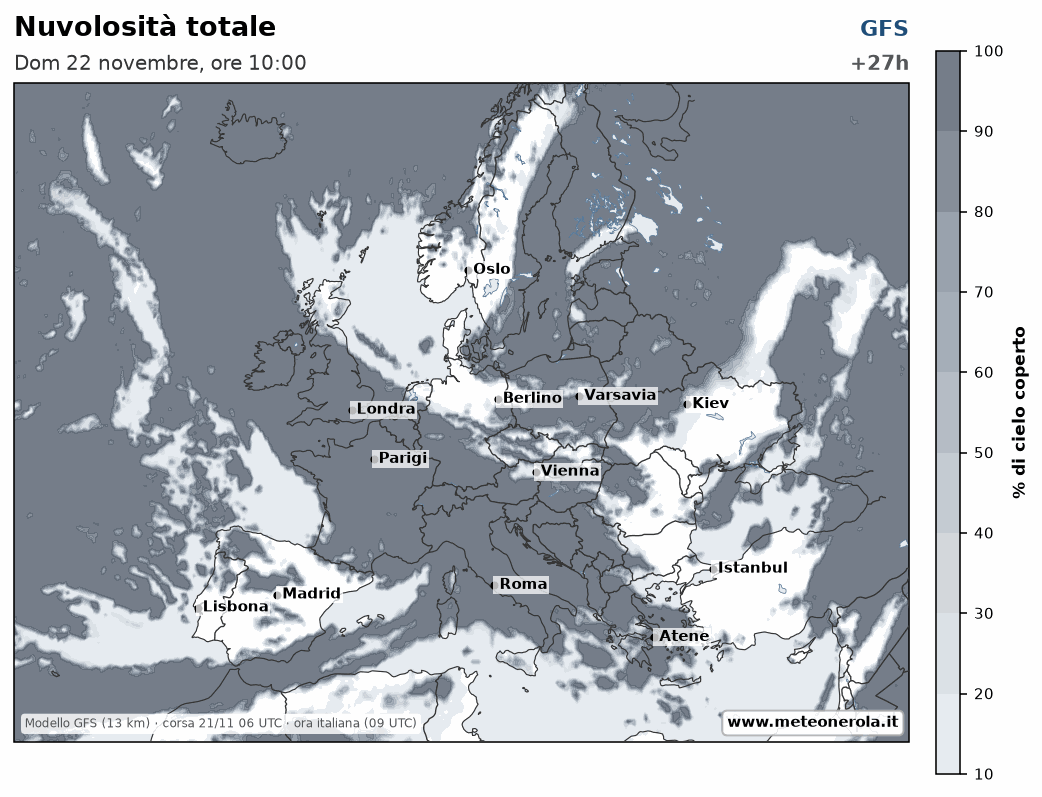 Nuvolosità totale
GFS
Dom 22 novembre, ore 10:00
+27h
100
90
80
70
60
50
40
30
20
10
% di cielo coperto
Oslo
Berlino
Varsavia
Kiev
Londra
Parigi
Vienna
Istanbul
Roma
Madrid
Lisbona
Atene
Modello GFS (13 km) · corsa 21/11 06 UTC · ora italiana (09 UTC)
www.meteonerola.it